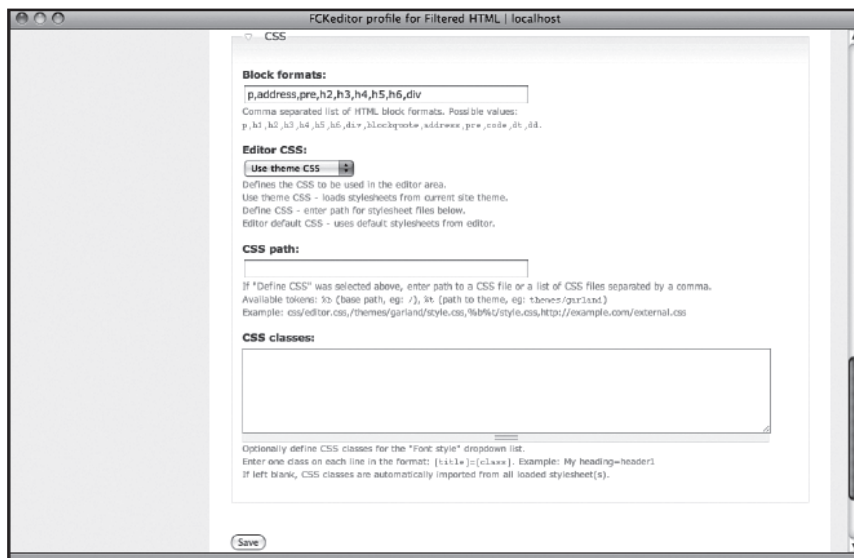 FCKeditor profile for Filtered HTML | localhost
CSS
Block formats:
p,address,pre,h2,h3,h4,h5,h6,div
Comma separated list of HTML block formats. Possible values:
p,h1,h2,h3,h4,h5,h6,div,blockquote,address,pre,code,dt,dd.
Editor CSS:
Use theme CSS
Defines the CSS to be used in the editor area.
Use theme CSS - loads stylesheets from current site theme.
Define CSS - enter path for stylesheet files below.
Editor default CSS - uses default stylesheets from editor.
CSS path:
If "Define CSS" was selected above, enter path to a CSS file or a list of CSS files separated by a comma.
Available tokens: %b (base path, eg: /), %t (path to theme, eg: themes/garland)
Example: css/editor.css,/themes/garland/style.css,%b%t/style.css,http://example.com/external.css
CSS classes:
Optionally define CSS classes for the "Font style" dropdown list.
Enter one class on each line in the format: [title]=[class]. Example: My heading=header1
If left blank, CSS classes are automatically imported from all loaded stylesheet(s).
Save